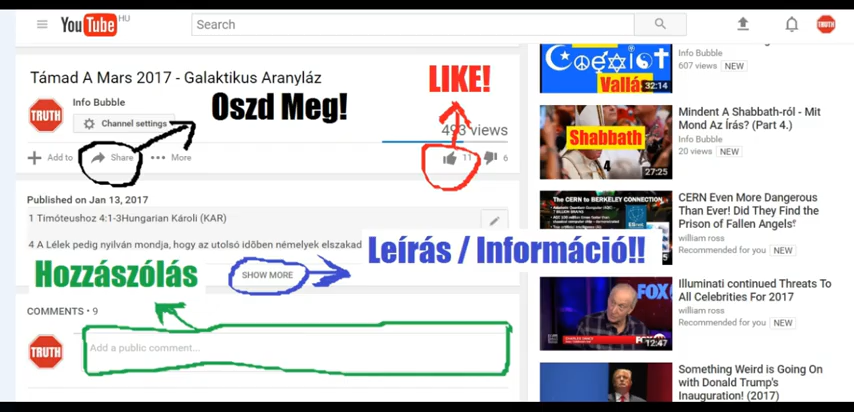 YouTube HU
Search
TRUTH
Támad A Mars 2017 - Galaktikus Aranyláz
TRUTH
Info Bubble
Channel settings
Oszd Meg!
LIKE!
493 views
Add to
Share
More
11
6
Published on Jan 13, 2017
1 Timóteushoz 4:1-3Hungarian Károli (KAR)
4 A Lélek pedig nyilván mondja, hogy az utolsó időben némelyek elszakad
Leírás / Információ!!
Hozzászólás
SHOW MORE
COMMENTS • 9
TRUTH
Add a public comment...
COEXIST
Vallás
32:14
Info Bubble
607 views NEW
Shabbath
4
27:25
Mindent A Shabbath-ról - Mit
Mond Az Írás? (Part 4.)
Info Bubble
20 views NEW
The CERN to BERKELEY CONNECTION
CERN Even More Dangerous
Than Ever! Did They Find the
Prison of Fallen Angels"
william ross
Recommended for you NEW
FOX
12:47
Illuminati continued Threats To
All Celebrities For 2017
william ross
Recommended for you NEW
Something Weird is Going On
with Donald Trump's
Inauguration! (2017)